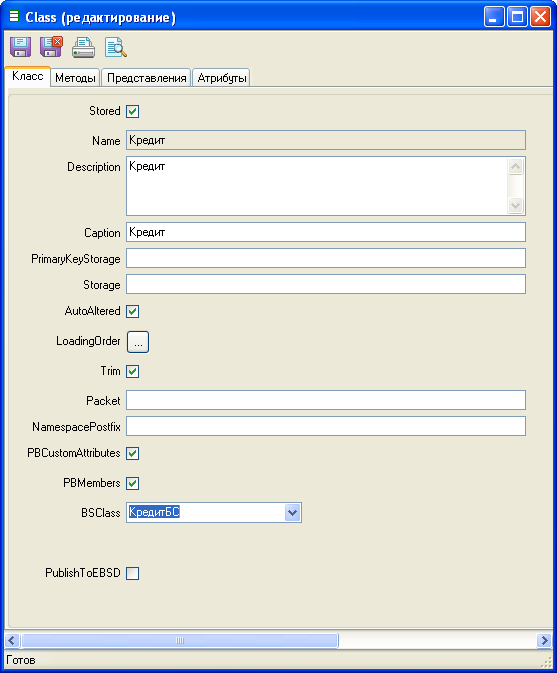 Class (редактирование)
Класс Методы Представления Атрибуты
Stored
Name Кредит
Description Кредит
Caption Кредит
PrimaryKeyStorage
Storage
AutoAltered
LoadingOrder ...
Trim
Packet
NamespacePostfix
PBCustomAttributes
PBMembers
BSClass КредитБС
PublishToEBSD
Готов